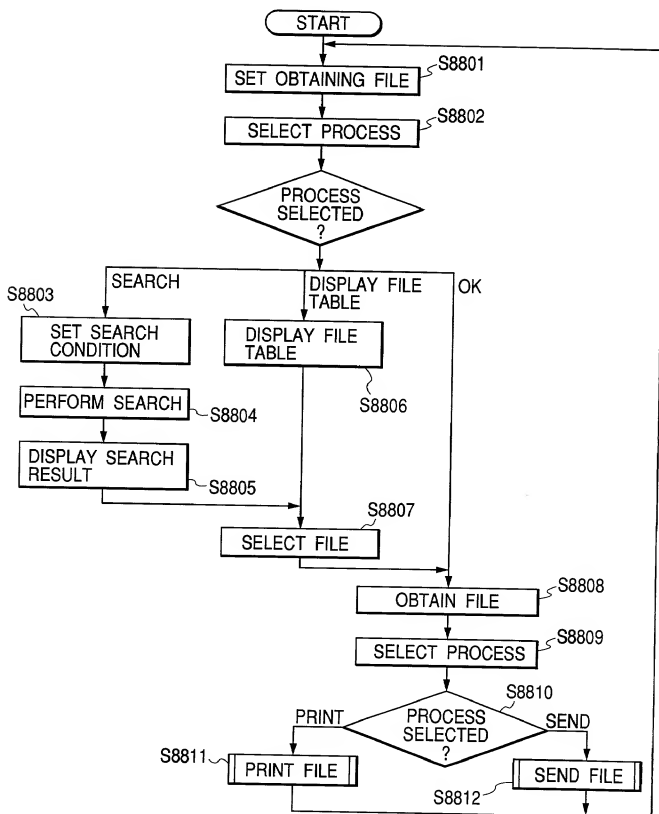 START
S8801
SET OBTAINING FILE
S8802
SELECT PROCESS
PROCESS
SELECTED
?
SEARCH
DISPLAY FILE
TABLE
OK
S8803
SET SEARCH
CONDITION
DISPLAY FILE
TABLE
S8806
PERFORM SEARCH
S8804
DISPLAY SEARCH
RESULT
S8805
S8807
SELECT FILE
S8808
OBTAIN FILE
S8809
SELECT PROCESS
S8810
PRINT
PROCESS
SELECTED
?
SEND
S8811
PRINT FILE
SEND FILE
S8812